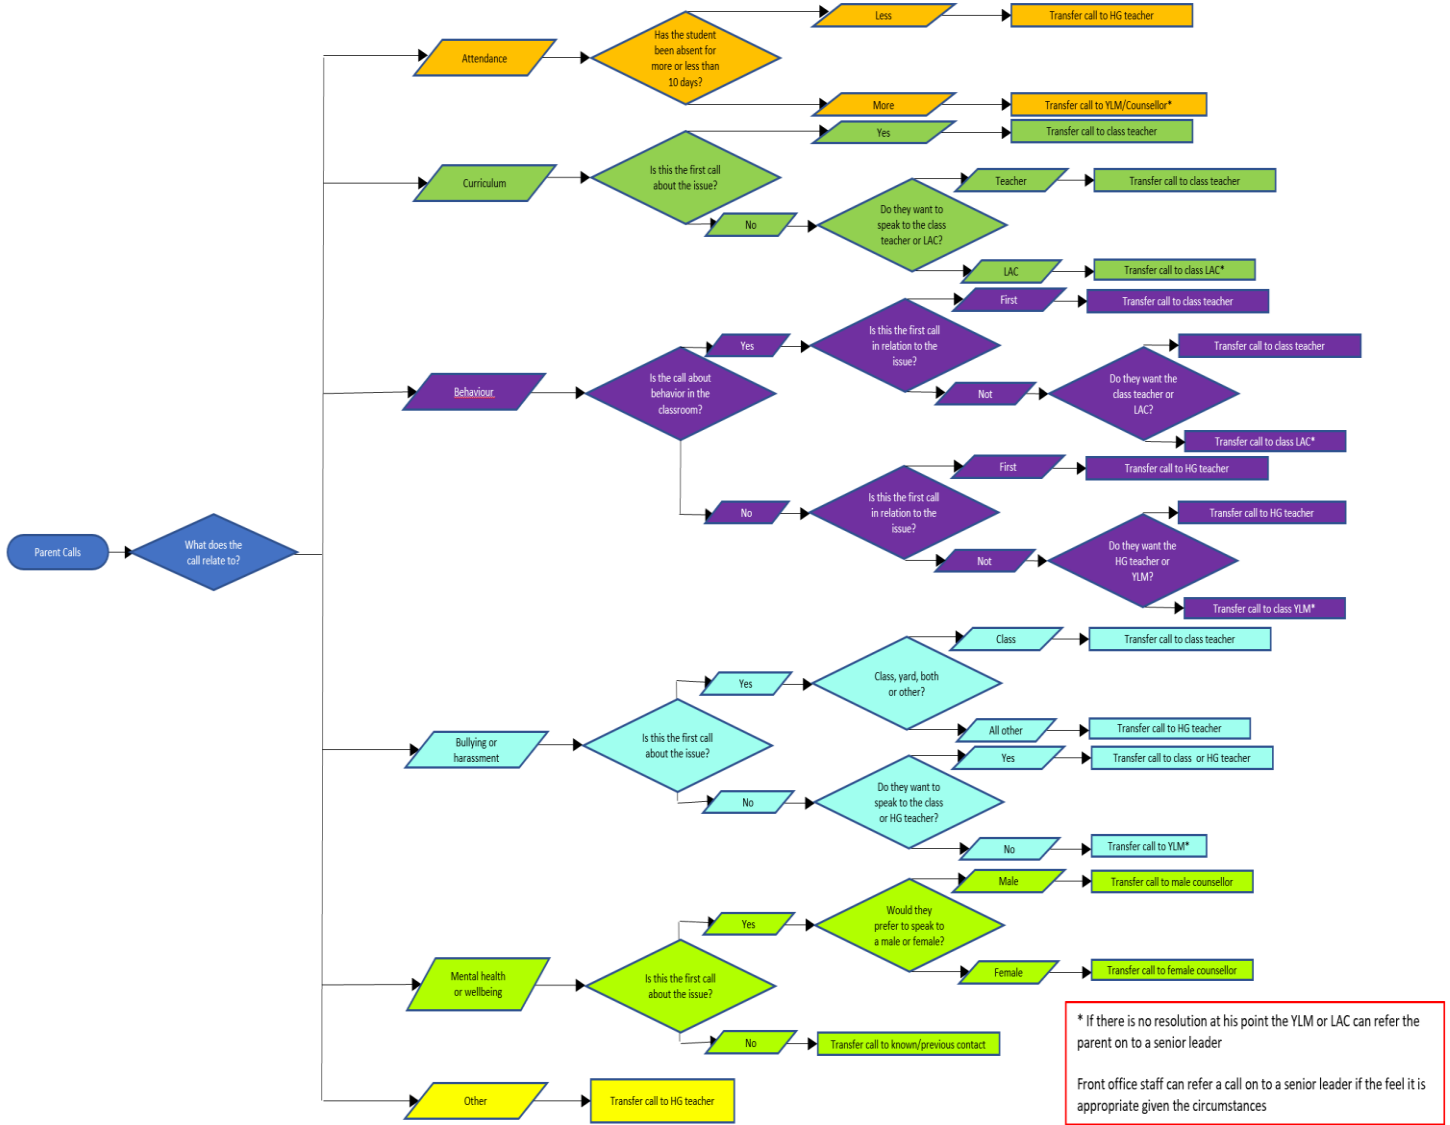 Less
Transfer call to HG teacher
Attendance
Has the student
been absent for
more or less than
10 days?
More
Transfer call to YLM/Counsellor*
Yes
Transfer call to class teacher
Curriculum
Is this the first call
about the issue?
No
Do they want to
speak to the class
teacher or LAC?
Teacher
Transfer call to class teacher
LAC
Transfer call to class LAC*
Behaviour
Is the call about
behavior in the
classroom?
Yes
Is this the first call
in relation to the
issue?
First
Transfer call to class teacher
Not
Do they want the
class teacher or
LAC?
Transfer call to class teacher
Transfer call to class LAC*
No
Is this the first call
in relation to the
issue?
First
Transfer call to HG teacher
Not
Do they want the
HG teacher or
YLM?
Transfer call to HG teacher
Transfer call to class YLM*
Parent Calls
What does the
call relate to?
Bullying or
harassment
Is this the first call
about the issue?
Yes
Class, yard, both
or other?
Class
Transfer call to class teacher
All other
Transfer call to HG teacher
No
Do they want to
speak to the class
or HG teacher?
Yes
Transfer call to class or HG teacher
No
Transfer call to YLM*
Mental health
or wellbeing
Is this the first call
about the issue?
Yes
Would they
prefer to speak to
a male or female?
Male
Transfer call to male counsellor
Female
Transfer call to female counsellor
No
Transfer call to known/previous contact
Other
Transfer call to HG teacher
* If there is no resolution at his point the YLM or LAC can refer the
parent on to a senior leader
Front office staff can refer a call on to a senior leader if the feel it is
appropriate given the circumstances